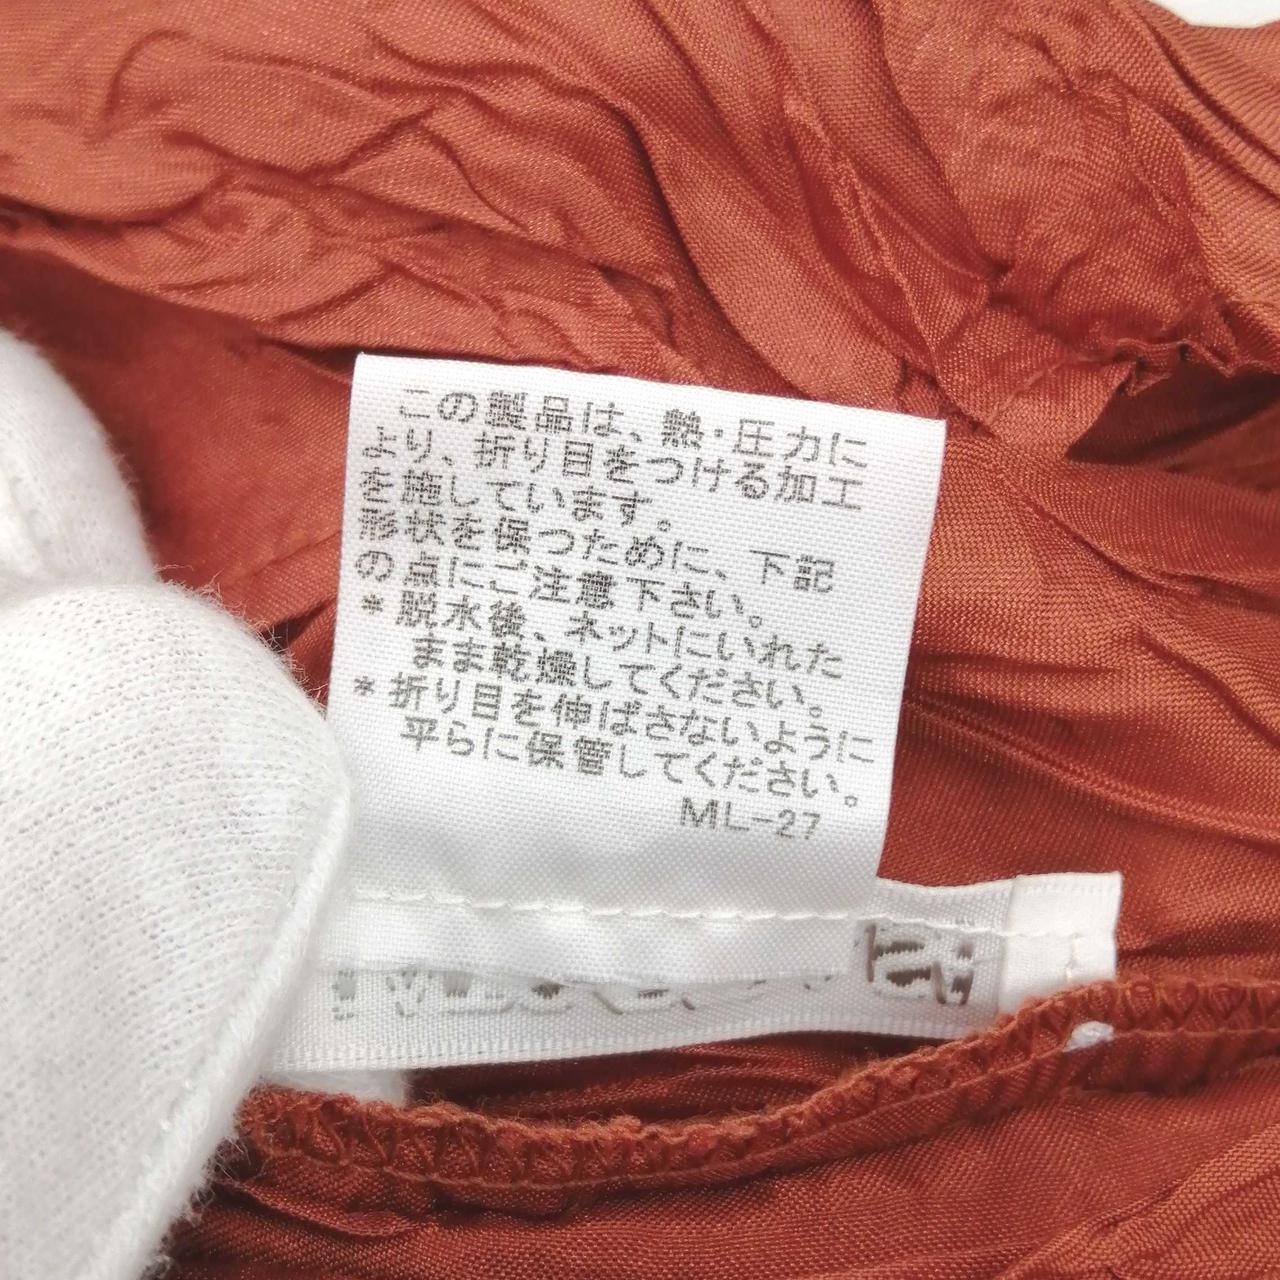 この製品は、熱・圧力に
より、折り目をつける加工
を施しています。
形状を保つために、下記
の点にご注意下さい。
* 脱水後、ネットにいれた
まま乾燥してください。
* 折り目を伸ばさないように
平らに保管してください。
ML-27